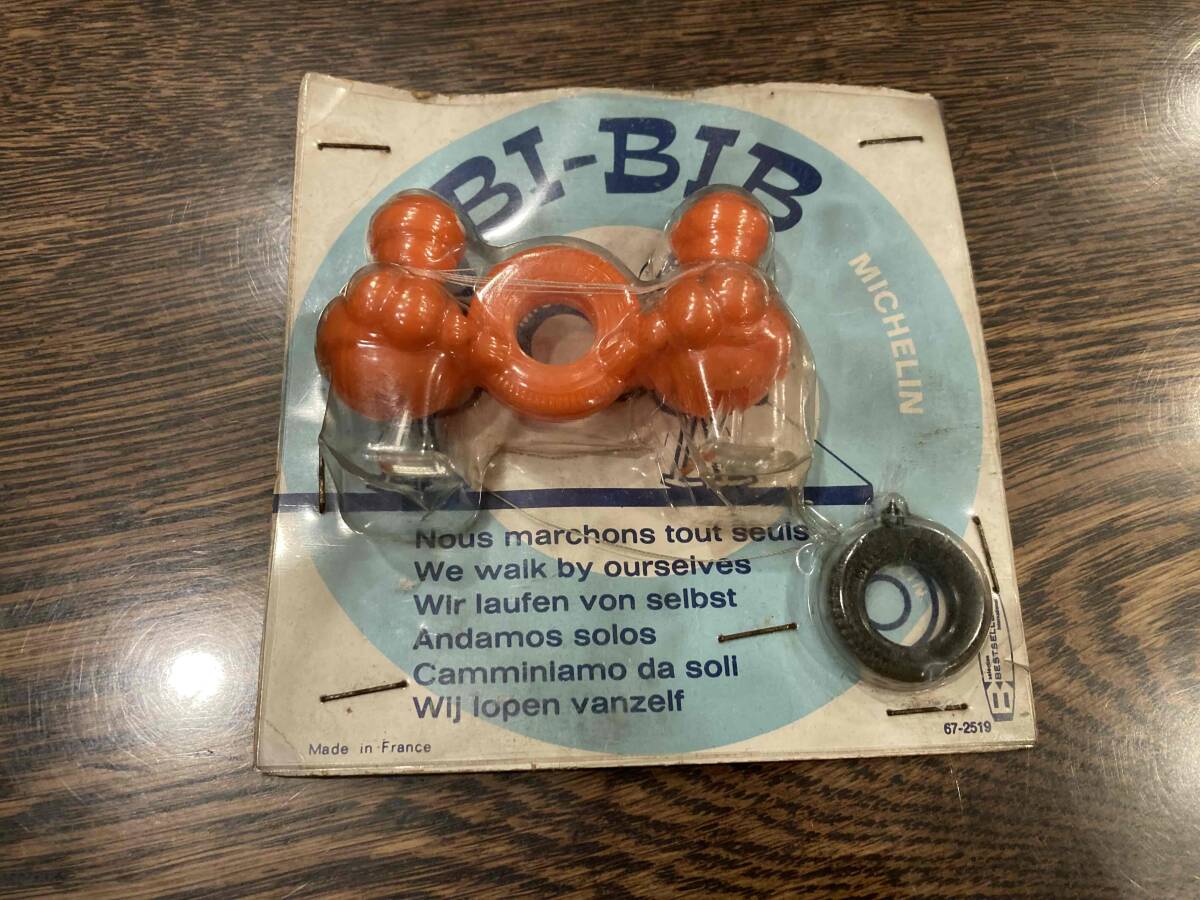 BI-BIB
MICHELIN
Nous marchons tout seuls
We walk by ourselves
Wir laufen von selbst
Andamos solos
Camminiamo da soli
Wij lopen vanzelf
Made in France
67-2519